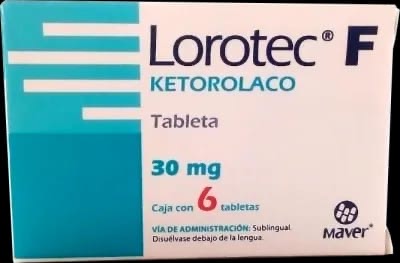 Lorotec® F
KETOROLACO
Tableta
30 mg
Caja con 6 tabletas
VÍA DE ADMINISTRACIÓN: Sublingual.
Disuélvase debajo de la lengua.
Maver®